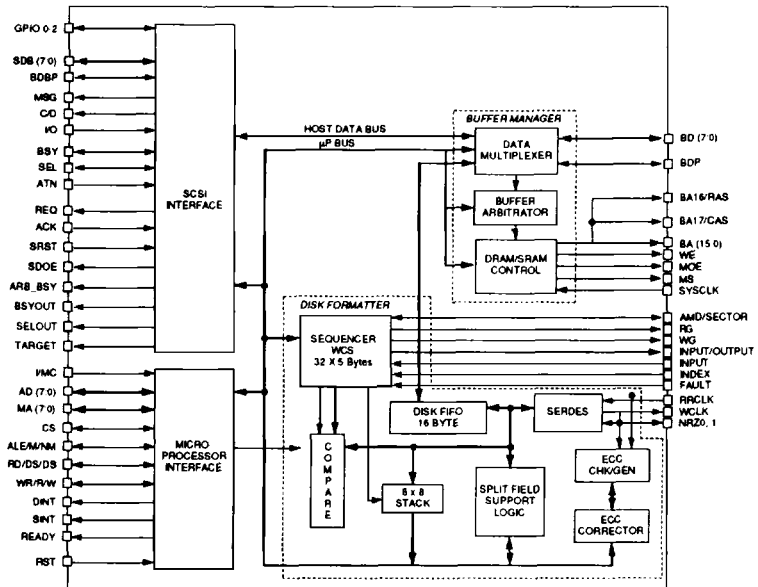 GPIO 0-2
SDB (7:0)
BDBP
MSG
C/D
I/O
BSY
SEL
ATN
REQ
ACK
SRST
SDOE
ARB_BSY
BSYOUT
SELOUT
TARGET
I/MC
AD (7:0)
MA (7:0)
CS
ALE/M/NM
RD/DS/DS
WR/R/W
DINT
SINT
READY
RST
SCSI
INTERFACE
MICRO
PROCESSOR
INTERFACE
HOST DATA BUS
µP BUS
BUFFER MANAGER
DATA
MULTIPLEXER
BUFFER
ARBITRATOR
DRAM/SRAM
CONTROL
DISK FORMATTER
SEQUENCER
WCS
32 X 5 Bytes
DISK FIFO
16 BYTE
SERDES
COMPARE
8 x 8
STACK
SPLIT FIELD
SUPPORT
LOGIC
ECC
CHK/GEN
ECC
CORRECTOR
BD (7:0)
BDP
BA16/RAS
BA17/CAS
BA (15:0)
WE
MOE
MS
SYSCLK
AMD/SECTOR
RG
WG
INPUT/OUTPUT
INPUT
INDEX
FAULT
RRCLK
WCLK
NRZ0, 1